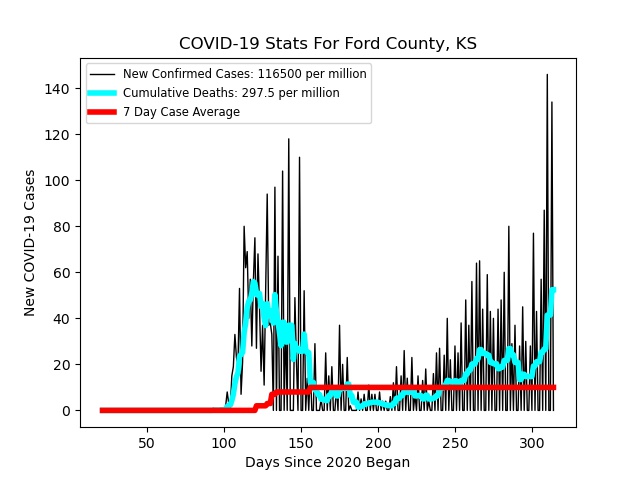 COVID-19 Stats For Ford County, KS
New Confirmed Cases: 116500 per million
Cumulative Deaths: 297.5 per million
7 Day Case Average
New COVID-19 Cases
140
120
100
80
60
40
20
0
50
100
150
200
250
300
Days Since 2020 Began